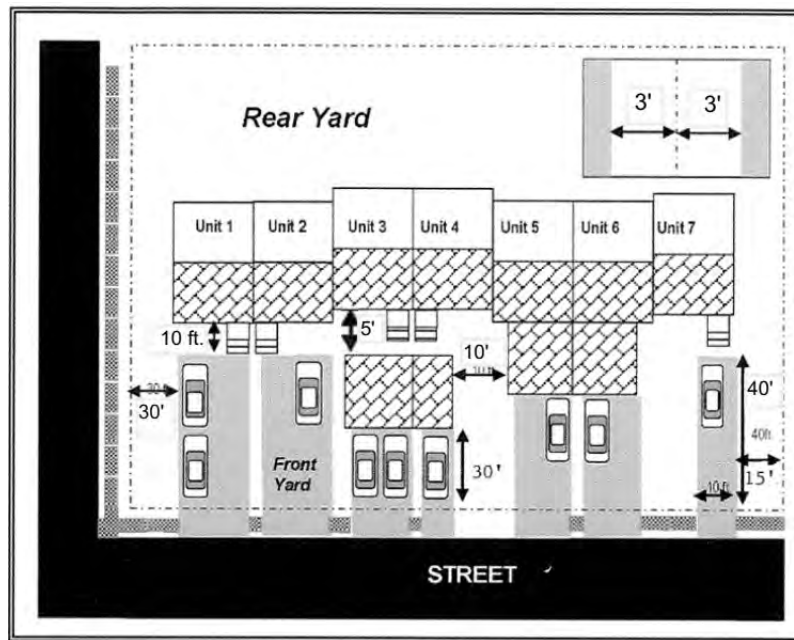 3' 3'
Rear Yard
Unit 1 Unit 2 Unit 3 Unit 4 Unit 5 Unit 6 Unit 7
10 ft. 5'
10'
30' 40'
40ft.
Front
Yard
30' 10 ft 15'
STREET